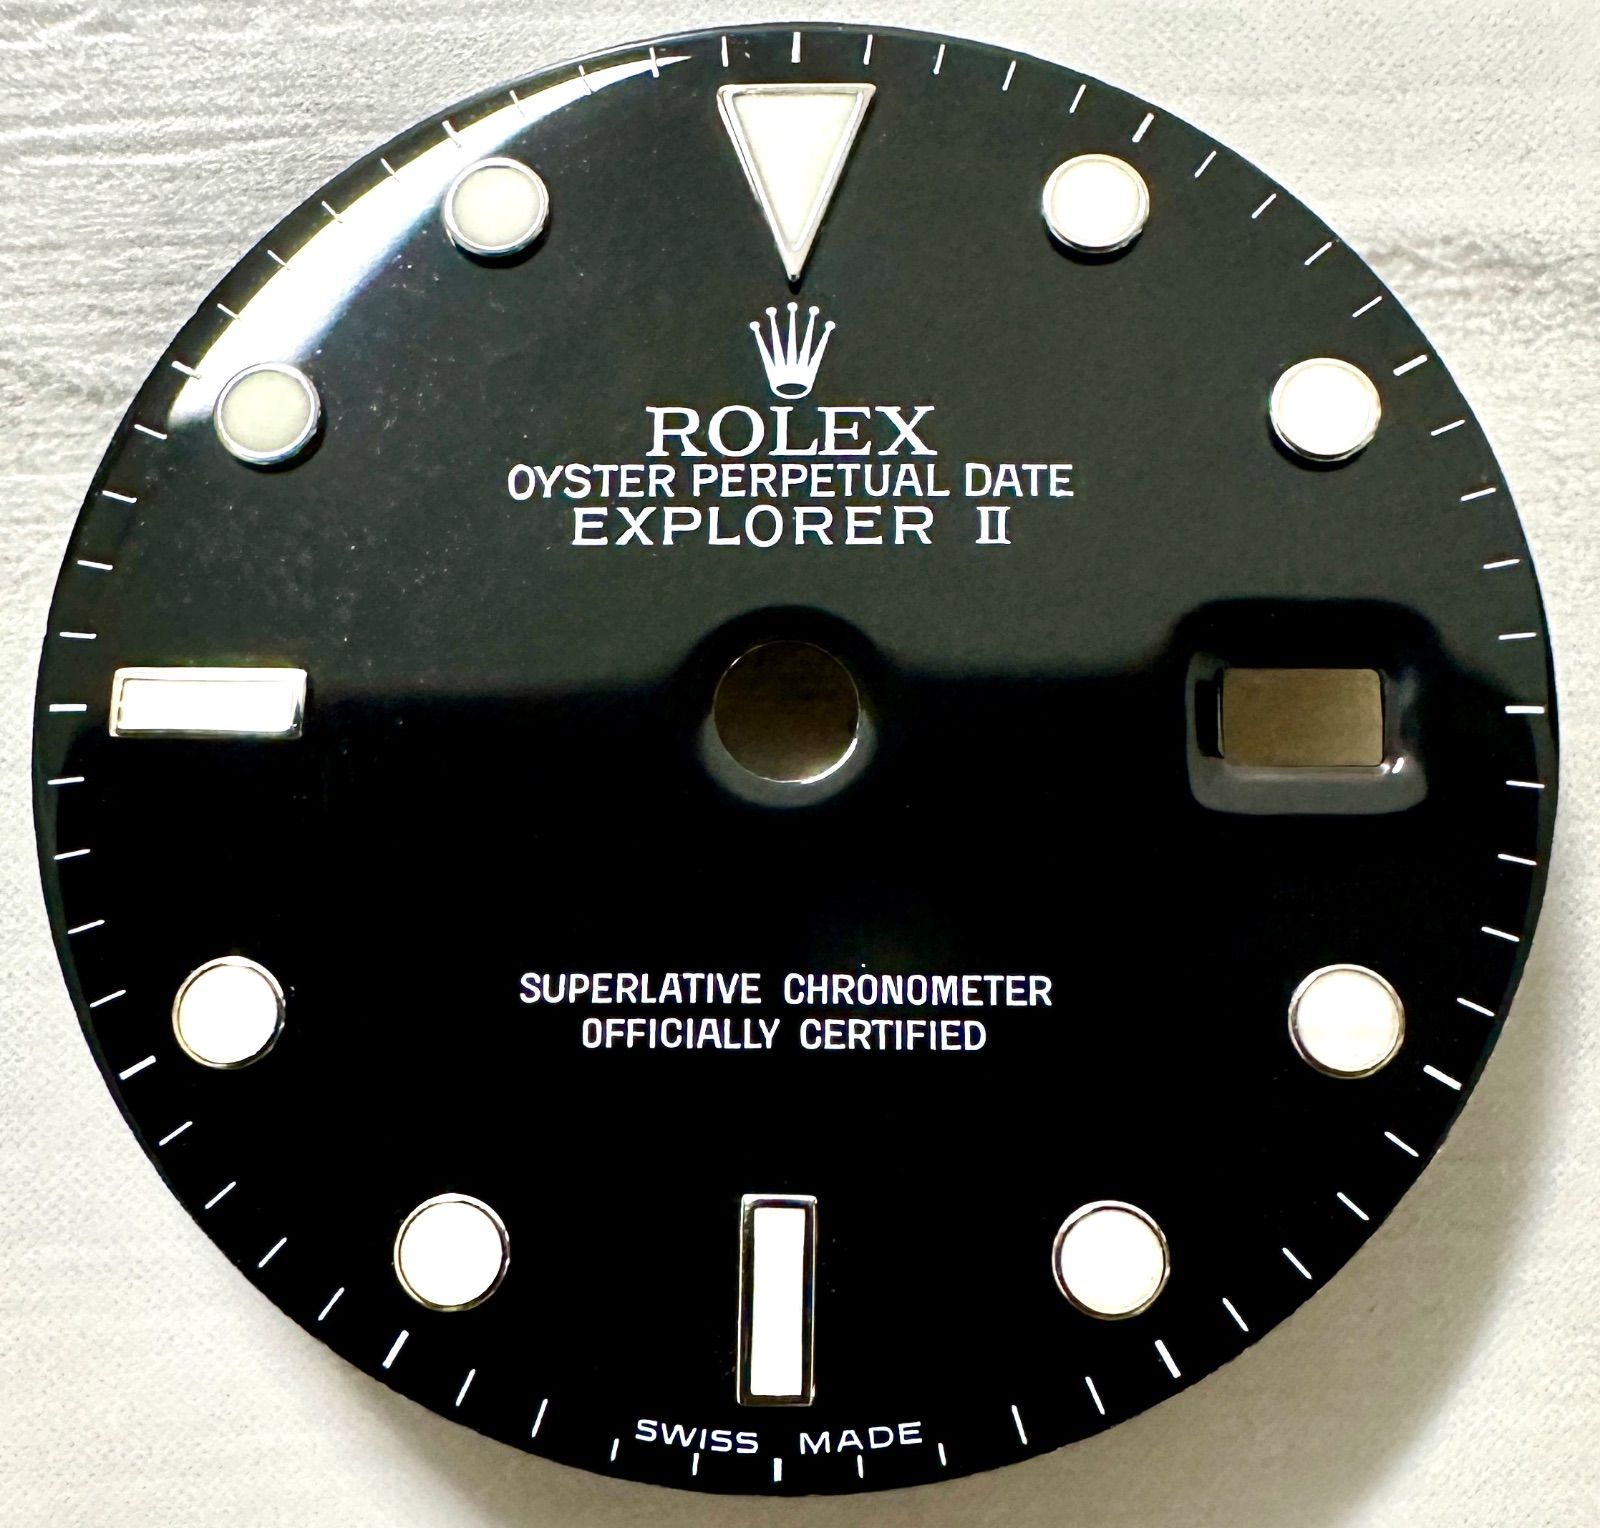 ROLEX
OYSTER PERPETUAL DATE
EXPLORER II
SUPERLATIVE CHRONOMETER
OFFICIALLY CERTIFIED
SWISS MADE